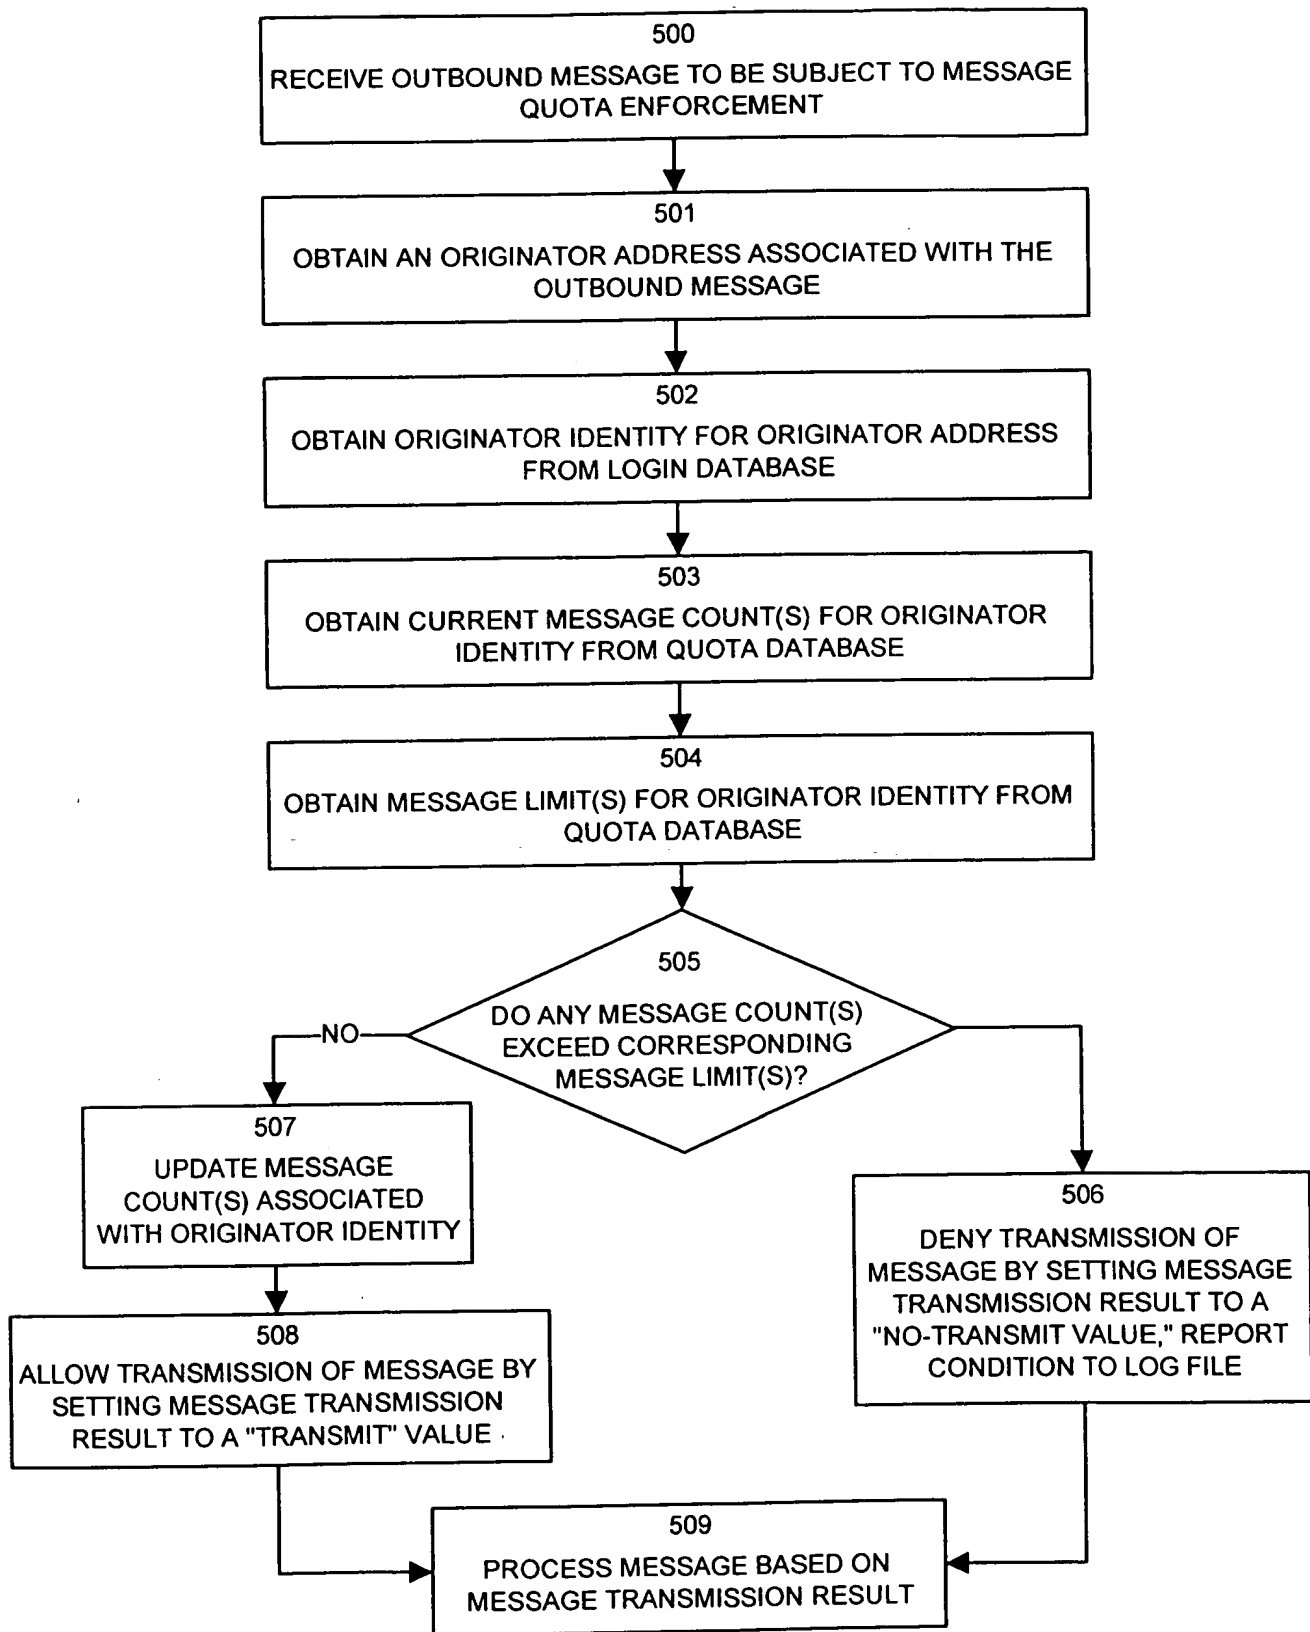 500
RECEIVE OUTBOUND MESSAGE TO BE SUBJECT TO MESSAGE
QUOTA ENFORCEMENT
501
OBTAIN AN ORIGINATOR ADDRESS ASSOCIATED WITH THE
OUTBOUND MESSAGE
502
OBTAIN ORIGINATOR IDENTITY FOR ORIGINATOR ADDRESS
FROM LOGIN DATABASE
503
OBTAIN CURRENT MESSAGE COUNT(S) FOR ORIGINATOR
IDENTITY FROM QUOTA DATABASE
504
OBTAIN MESSAGE LIMIT(S) FOR ORIGINATOR IDENTITY FROM
QUOTA DATABASE
505
DO ANY MESSAGE COUNT(S)
EXCEED CORRESPONDING
MESSAGE LIMIT(S)?
NO
507
UPDATE MESSAGE
COUNT(S) ASSOCIATED
WITH ORIGINATOR IDENTITY
506
DENY TRANSMISSION OF
MESSAGE BY SETTING MESSAGE
TRANSMISSION RESULT TO A
"NO-TRANSMIT VALUE," REPORT
CONDITION TO LOG FILE
508
ALLOW TRANSMISSION OF MESSAGE BY
SETTING MESSAGE TRANSMISSION
RESULT TO A "TRANSMIT" VALUE
509
PROCESS MESSAGE BASED ON
MESSAGE TRANSMISSION RESULT